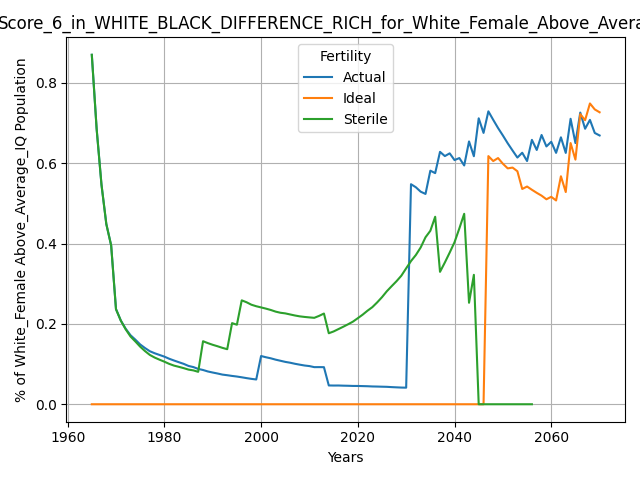 Score_6_in_WHITE_BLACK_DIFFERENCE_RICH_for_White_Female_Above_Avera
% of White_Female Above_Average_IQ Population
Fertility
Actual
Ideal
Sterile
0.8
0.6
0.4
0.2
0.0
1960 1980 2000 2020 2040 2060
Years